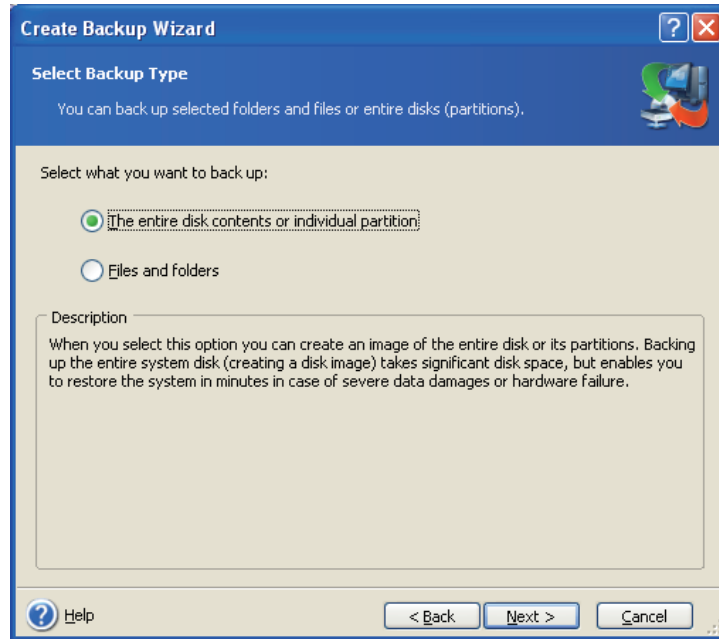 Create Backup Wizard
Select Backup Type
You can back up selected folders and files or entire disks (partitions).
Select what you want to back up:
The entire disk contents or individual partition
Files and folders
Description
When you select this option you can create an image of the entire disk or its partitions. Backing
up the entire system disk (creating a disk image) takes significant disk space, but enables you
to restore the system in minutes in case of severe data damages or hardware failure.
Help
< Back
Next >
Cancel